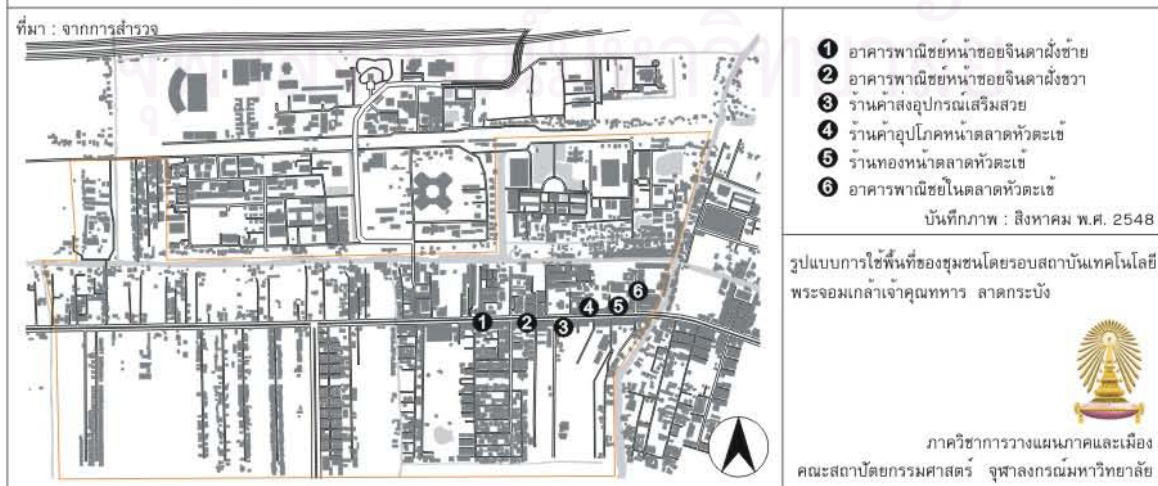 ที่มา : จากการสำรวจ
1 อาคารพาณิชย์หน้าซอยจินดาฝั่งซ้าย
2 อาคารพาณิชย์หน้าซอยจินดาฝั่งขวา
3 ร้านค้าส่งอุปกรณ์เสริมสวย
4 ร้านค้าอุปโภคหน้าตลาดหัวตะเข้
5 ร้านทองหน้าตลาดหัวตะเข้
6 อาคารพาณิชย์ในตลาดหัวตะเข้
บันทึกภาพ : สิงหาคม พ.ศ. 2548
1 2 3 4 5 6
รูปแบบการใช้พื้นที่ของชุมชนโดยรอบสถาบันเทคโนโลยี
พระจอมเกล้าเจ้าคุณทหาร ลาดกระบัง
ภาควิชาการวางแผนภาคและเมือง
คณะสถาปัตยกรรมศาสตร์ จุฬาลงกรณ์มหาวิทยาลัย